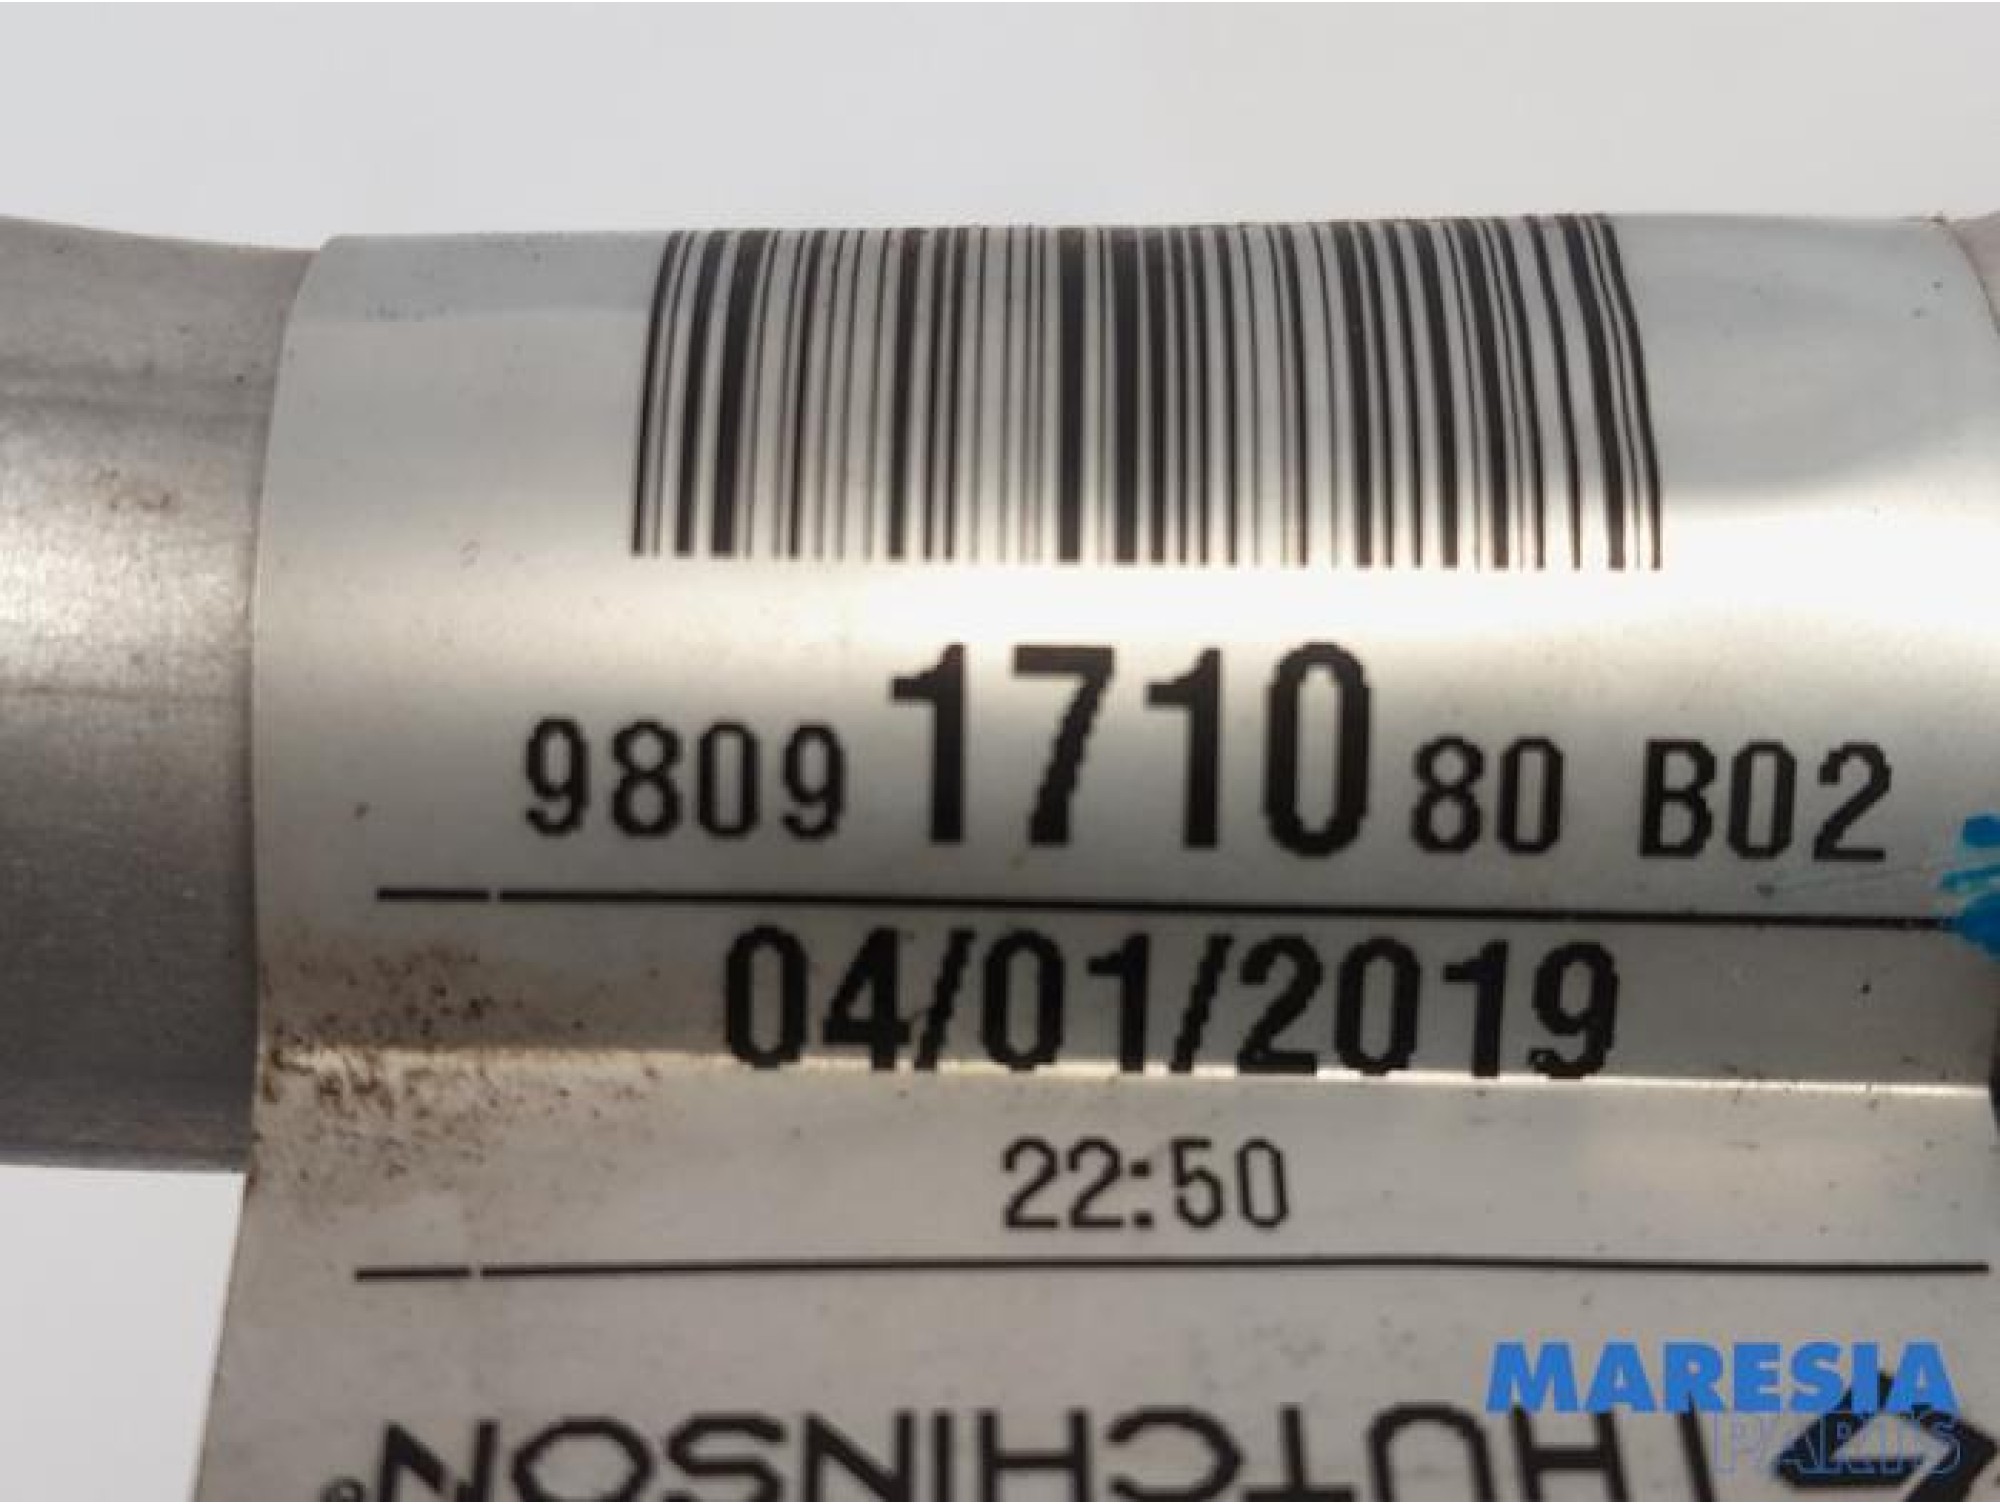 9809 1710 80 B02
04/01/2019
22:50
HUTCHINSON®
MARESIA
PARTS